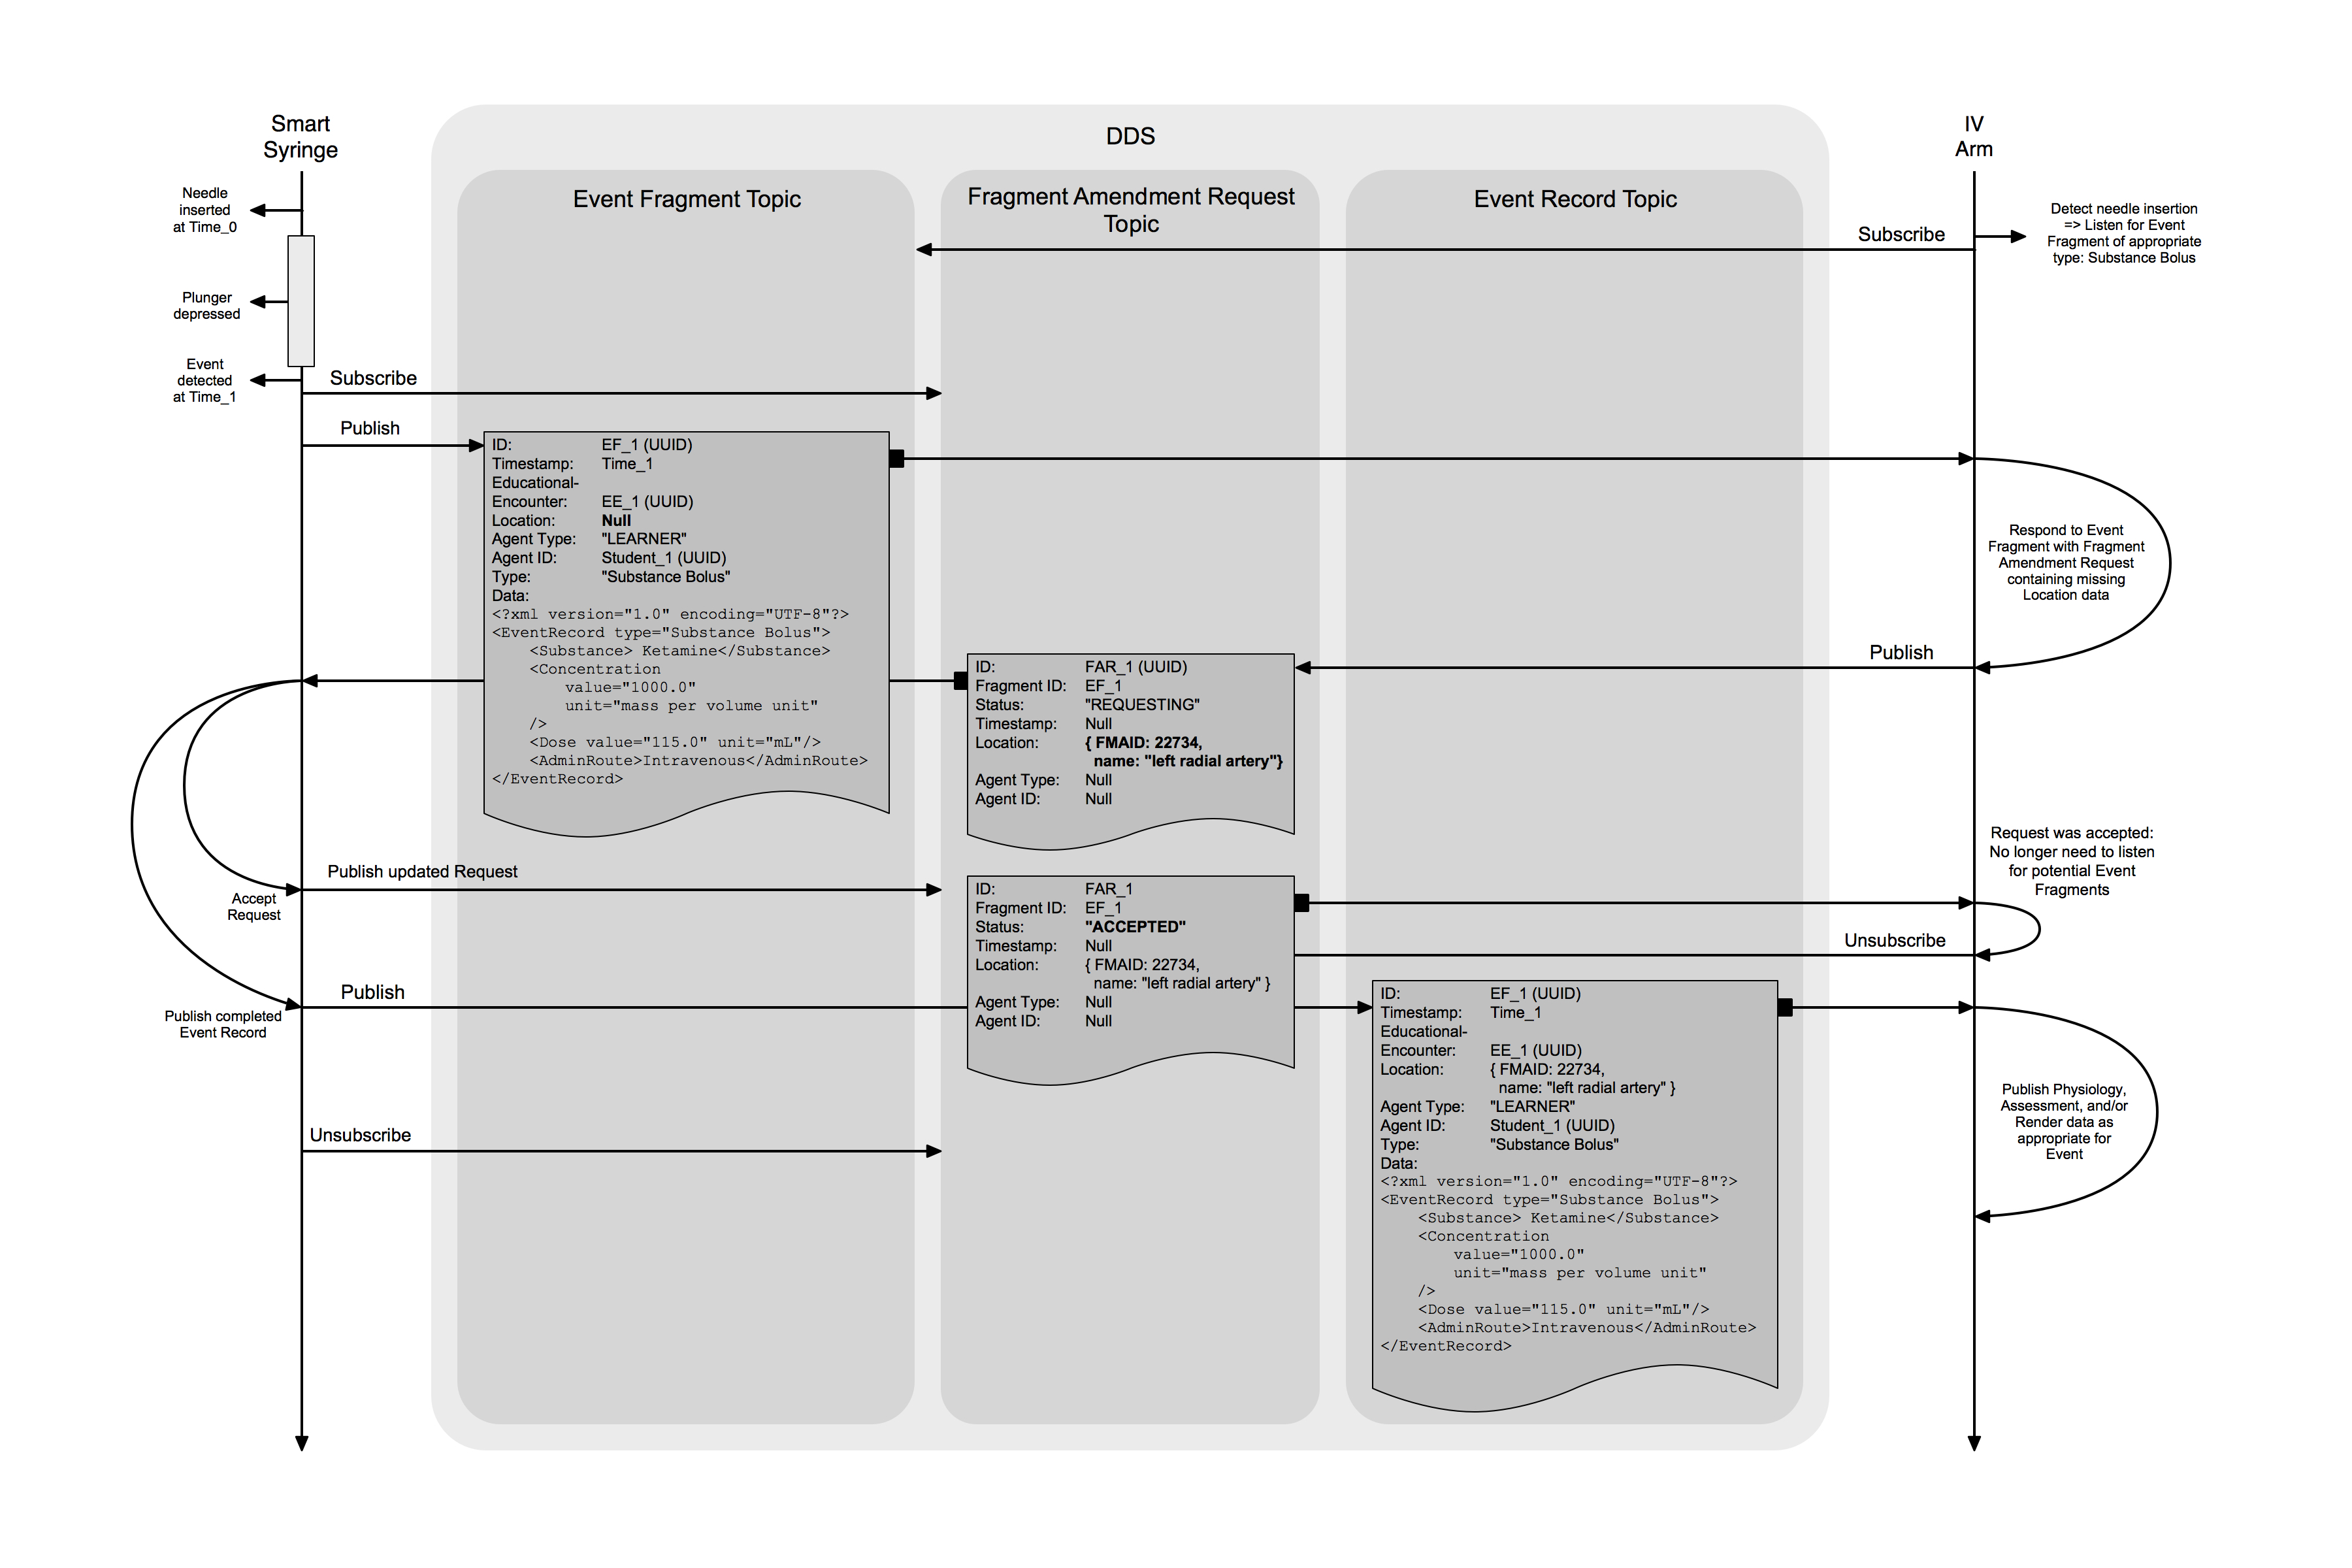 Smart
Syringe
DDS
IV
Arm
Event Fragment Topic
Fragment Amendment Request
Topic
Event Record Topic
Needle
inserted
at Time_0
Detect needle insertion
=> Listen for Event
Fragment of appropriate
type: Substance Bolus
Subscribe
Plunger
depressed
Event
detected
at Time_1
Subscribe
Publish
ID: EF_1 (UUID)
Timestamp: Time_1
Educational-
Encounter: EE_1 (UUID)
Location: Null
Agent Type: "LEARNER"
Agent ID: Student_1 (UUID)
Type: "Substance Bolus"
Data:
<?xml version="1.0" encoding="UTF-8"?>
<EventRecord type="Substance Bolus">
<Substance> Ketamine</Substance>
<Concentration
value="1000.0"
unit="mass per volume unit"
/>
<Dose value="115.0" unit="mL"/>
<AdminRoute>Intravenous</AdminRoute>
</EventRecord>
Respond to Event
Fragment with Fragment
Amendment Request
containing missing
Location data
Publish
ID: FAR_1 (UUID)
Fragment ID: EF_1
Status: "REQUESTING"
Timestamp: Null
Location: { FMAID: 22734,
name: "left radial artery"}
Agent Type: Null
Agent ID: Null
Accept
Request
Publish updated Request
ID: FAR_1
Fragment ID: EF_1
Status: "ACCEPTED"
Timestamp: Null
Location: { FMAID: 22734,
name: "left radial artery" }
Agent Type: Null
Agent ID: Null
Request was accepted:
No longer need to listen
for potential Event
Fragments
Unsubscribe
Publish completed
Event Record
Publish
ID: EF_1 (UUID)
Timestamp: Time_1
Educational-
Encounter: EE_1 (UUID)
Location: { FMAID: 22734,
name: "left radial artery" }
Agent Type: "LEARNER"
Agent ID: Student_1 (UUID)
Type: "Substance Bolus"
Data:
<?xml version="1.0" encoding="UTF-8"?>
<EventRecord type="Substance Bolus">
<Substance> Ketamine</Substance>
<Concentration
value="1000.0"
unit="mass per volume unit"
/>
<Dose value="115.0" unit="mL"/>
<AdminRoute>Intravenous</AdminRoute>
</EventRecord>
Publish Physiology,
Assessment, and/or
Render data as
appropriate for
Event
Unsubscribe